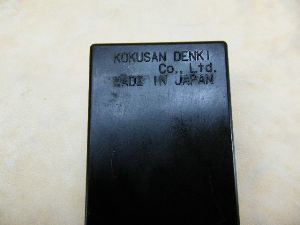 KOKUSAN DENKI
Co., Ltd.
MADE IN JAPAN